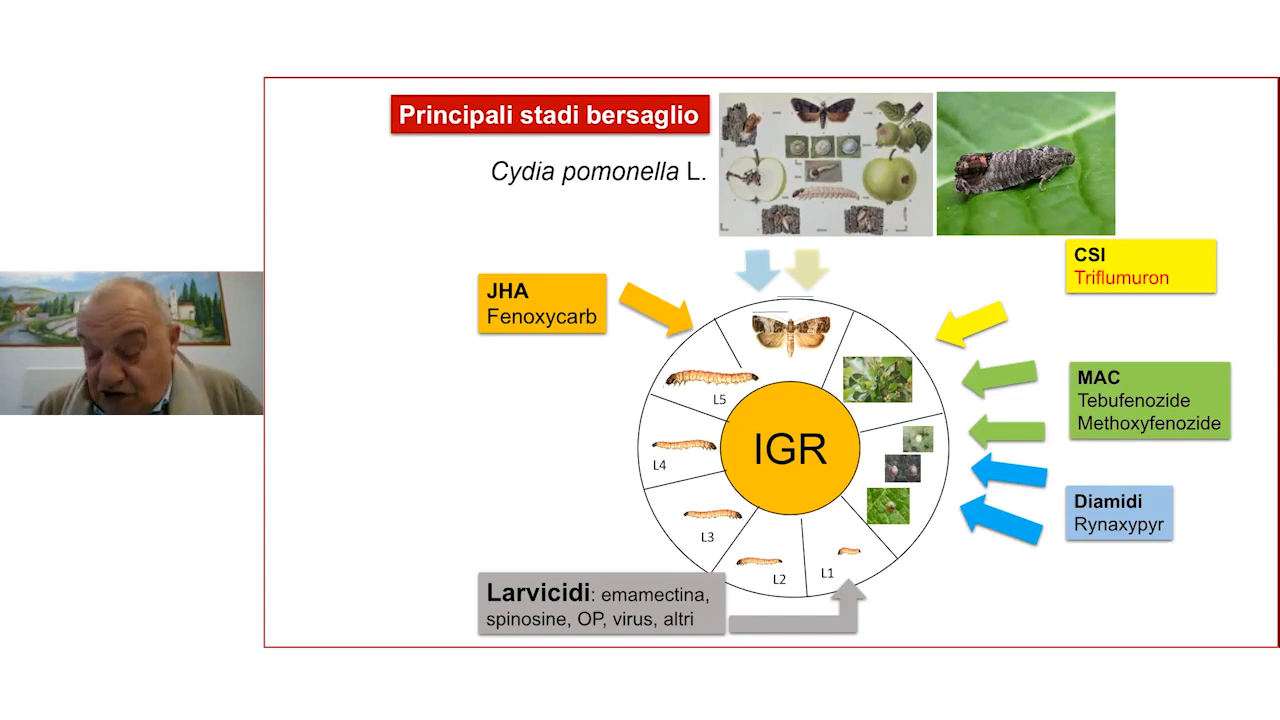 Principali stadi bersaglio
Cydia pomonella L.
CSI
Triflumuron
JHA
Fenoxycarb
MAC
Tebufenozide
Methoxyfenozide
L5
IGR
L4
L3
L2
L1
Diamidi
Rynaxypyr
Larvicidi: emamectina,
spinosine, OP, virus, altri